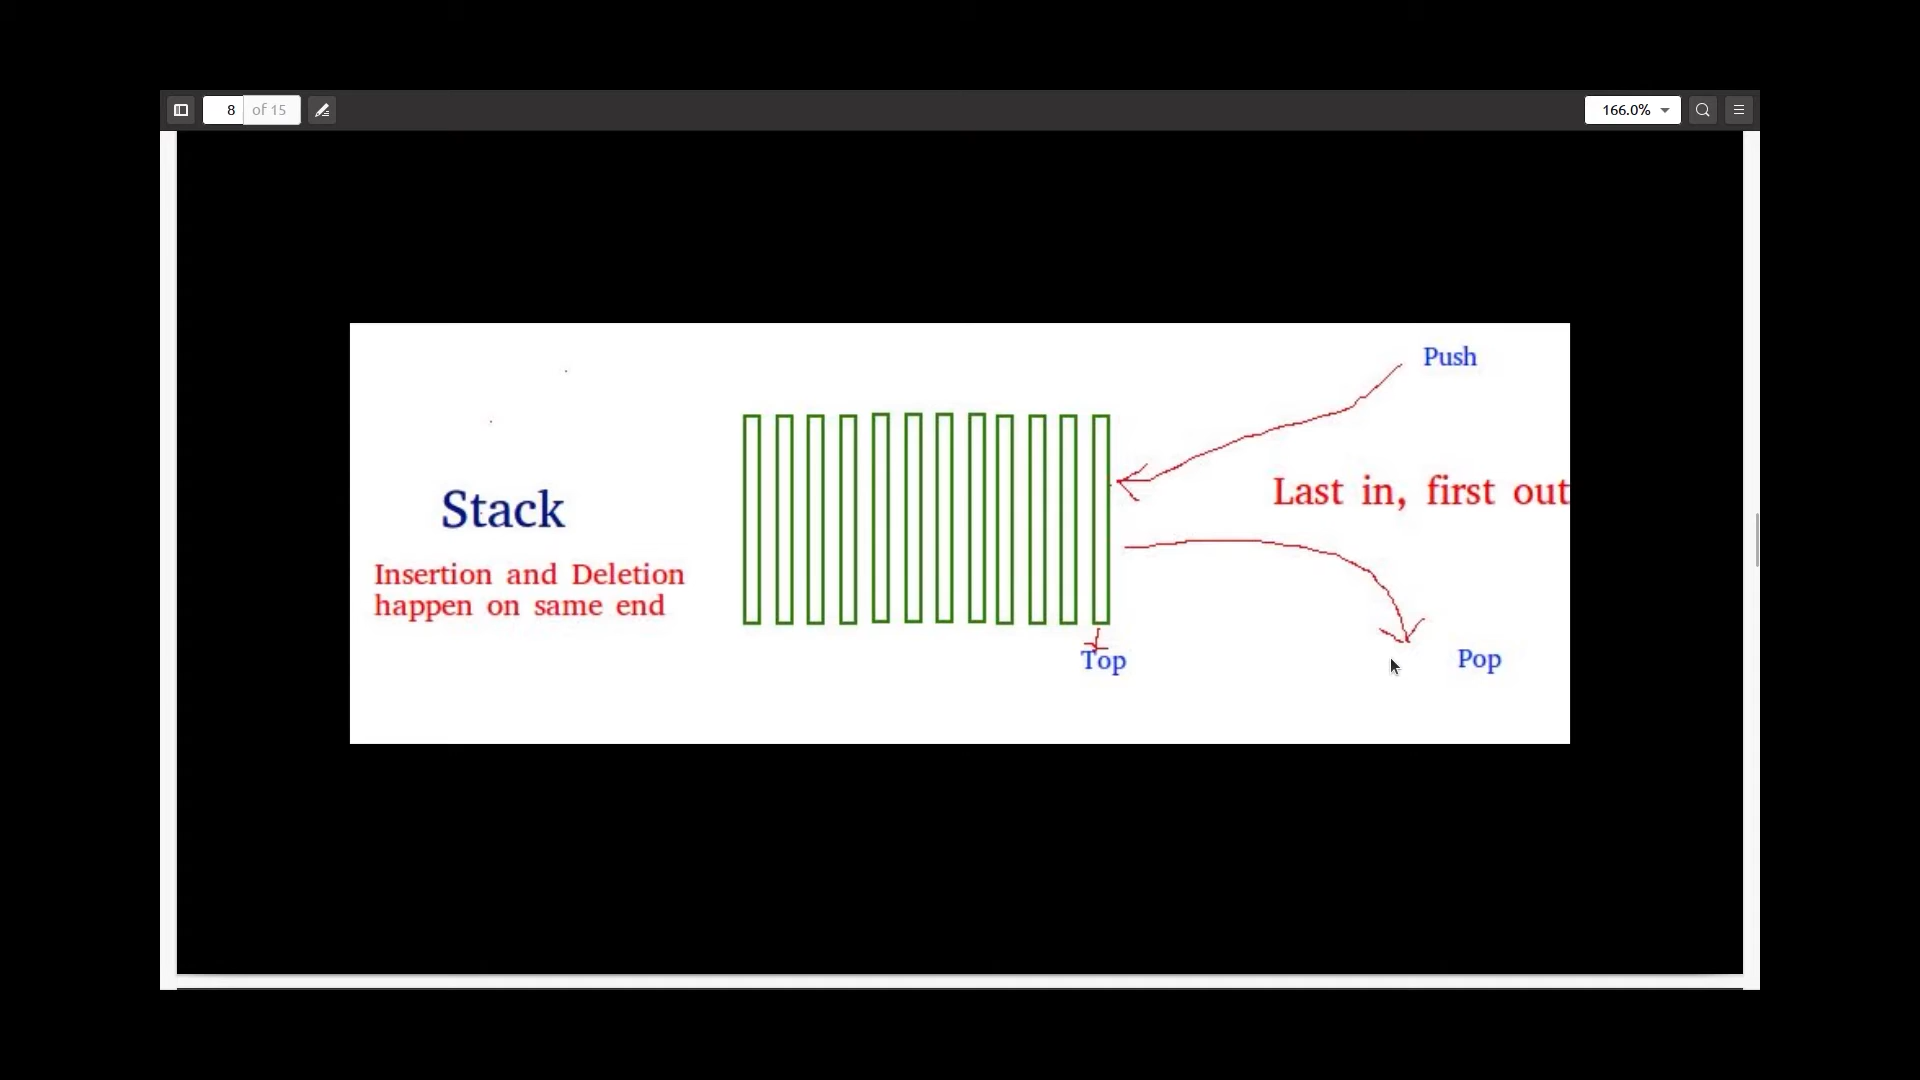 8 of 15
166.0%
Push
Last in, first out
Stack
Insertion and Deletion
happen on same end
Top
Pop